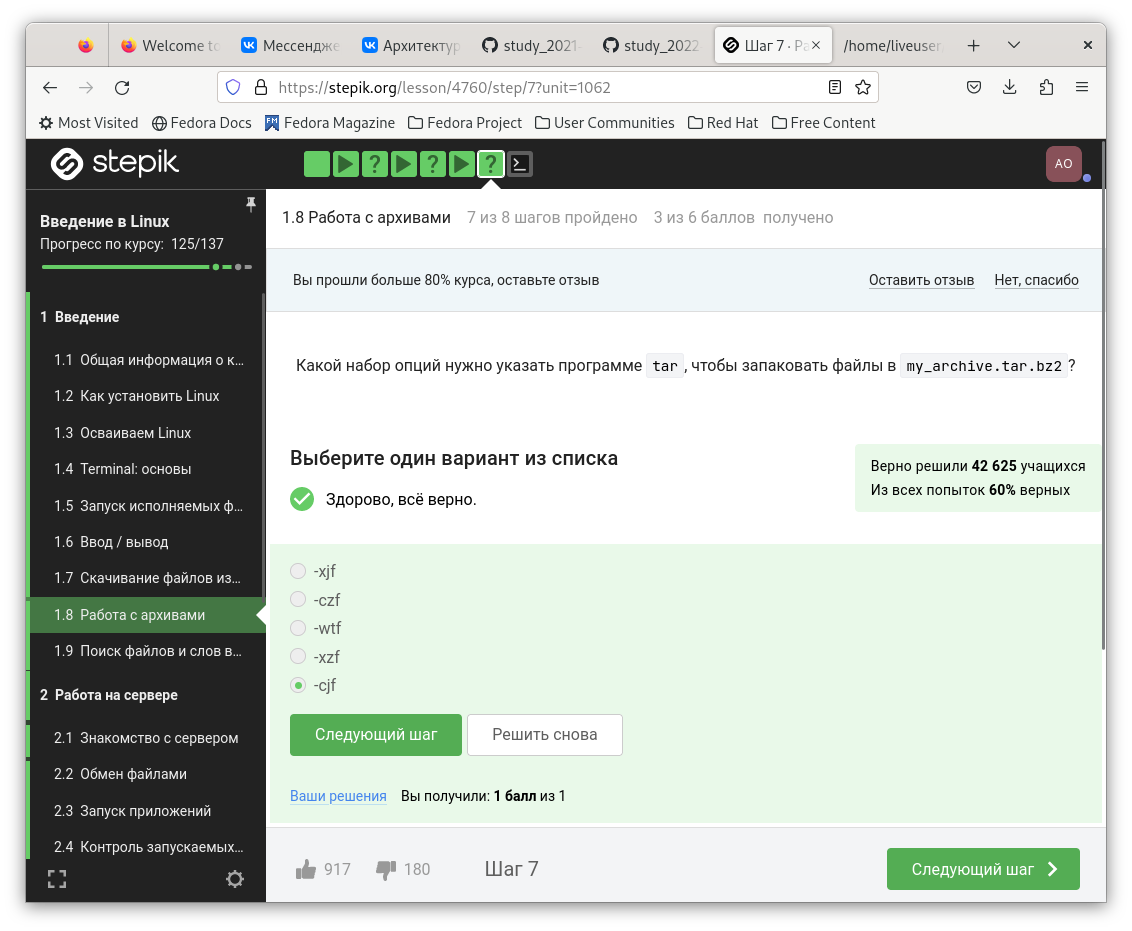 Welcome to
Мессендже
Архитектур
study_2021-
study_2022
Шаг 7 · Ра
/home/liveuser
https://stepik.org/lesson/4760/step/7?unit=1062
Most Visited
Fedora Docs
Fedora Magazine
Fedora Project
User Communities
Red Hat
Free Content
stepik
AO
Введение в Linux
Прогресс по курсу: 125/137
1 Введение
1.1 Общая информация о к...
1.2 Как установить Linux
1.3 Осваиваем Linux
1.4 Terminal: основы
1.5 Запуск исполняемых ф...
1.6 Ввод / вывод
1.7 Скачивание файлов из...
1.8 Работа с архивами
1.9 Поиск файлов и слов в...
2 Работа на сервере
2.1 Знакомство с сервером
2.2 Обмен файлами
2.3 Запуск приложений
2.4 Контроль запускаемых...
1.8 Работа с архивами 7 из 8 шагов пройдено 3 из 6 баллов получено
Вы прошли больше 80% курса, оставьте отзыв
Оставить отзыв
Нет, спасибо
Какой набор опций нужно указать программе tar, чтобы запаковать файлы в my_archive.tar.bz2?
Выберите один вариант из списка
Здорово, всё верно.
Верно решили 42 625 учащихся
Из всех попыток 60% верных
-xjf
-czf
-wtf
-xzf
-cjf
Следующий шаг
Решить снова
Ваши решения Вы получили: 1 балл из 1
917
180
Шаг 7
Следующий шаг